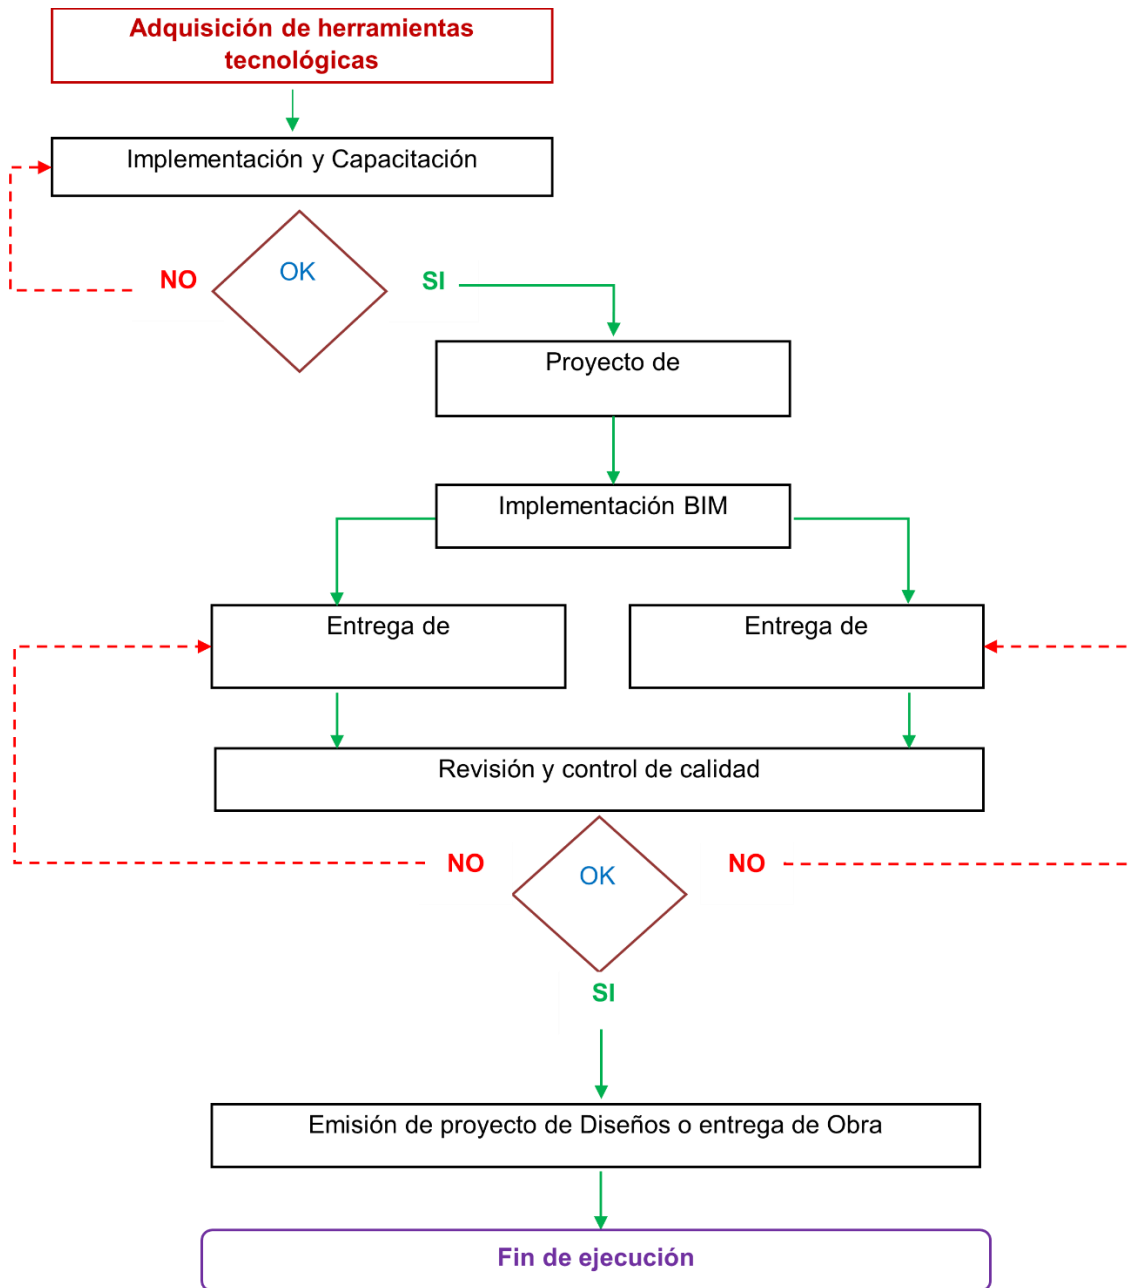 Adquisición de herramientas
tecnológicas
Implementación y Capacitación
NO
OK
SI
Proyecto de
Implementación BIM
Entrega de
Entrega de
Revisión y control de calidad
NO
OK
NO
SI
Emisión de proyecto de Diseños o entrega de Obra
Fin de ejecución